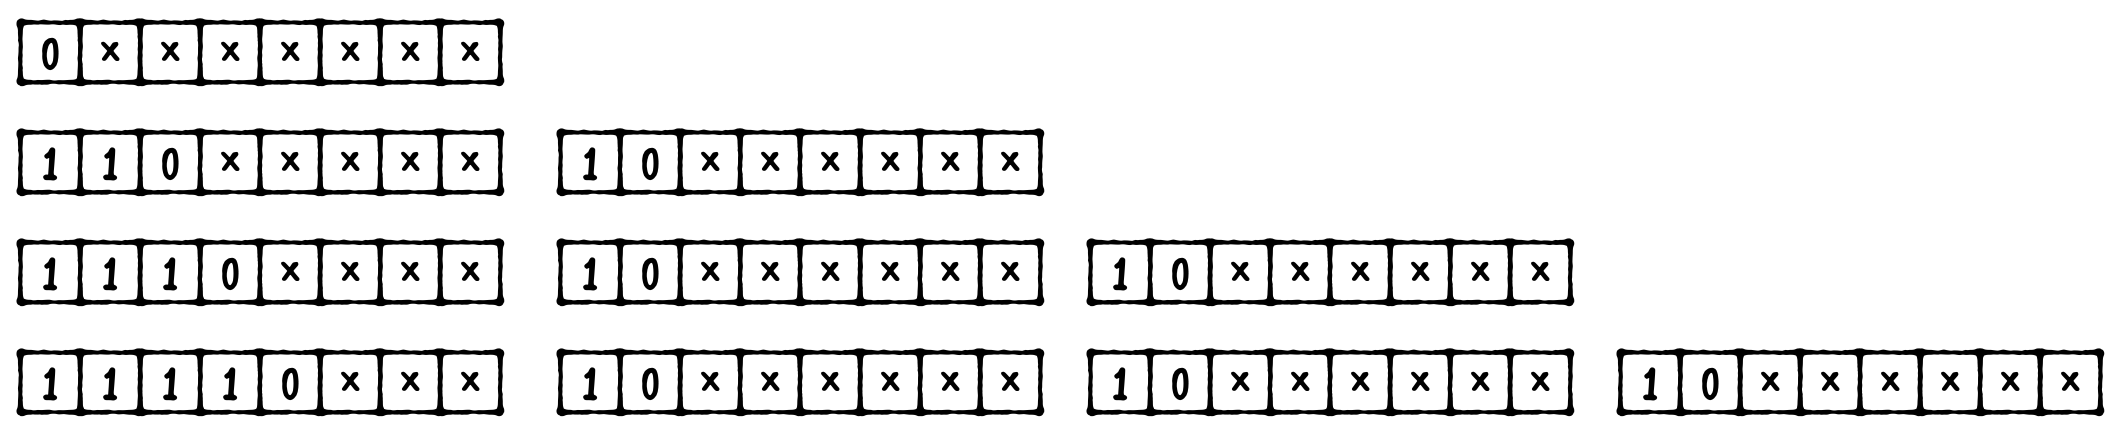 0 x x x x x x x
1 1 0 x x x x x 1 0 x x x x x x
1 1 1 0 x x x x 1 0 x x x x x x 1 0 x x x x x x
1 1 1 1 0 x x x 1 0 x x x x x x 1 0 x x x x x x 1 0 x x x x x x